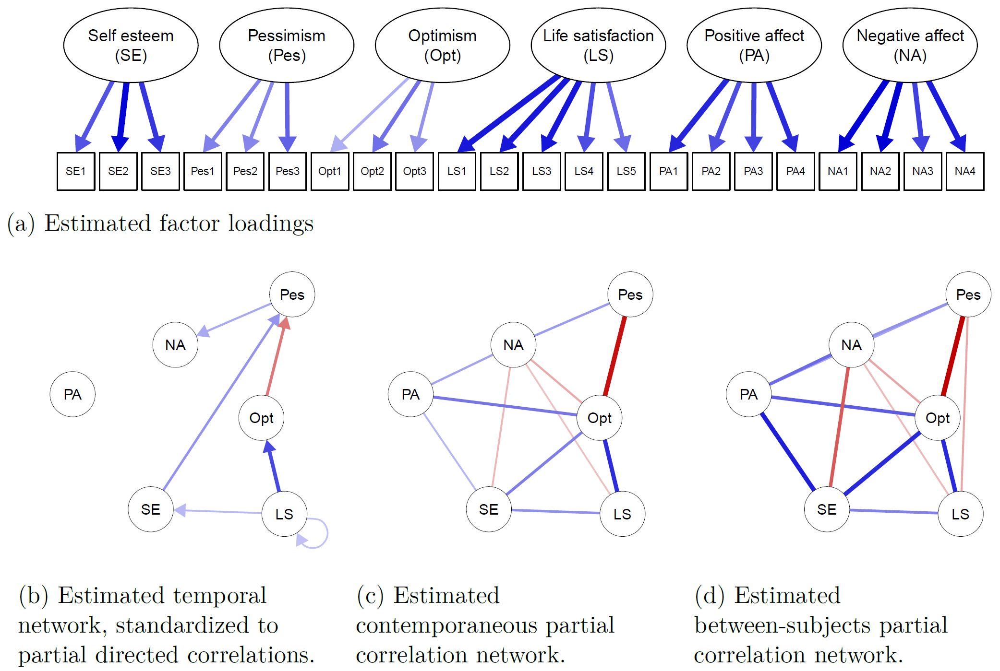 Self esteem
(SE)
Pessimism
(Pes)
Optimism
(Opt)
Life satisfaction
(LS)
Positive affect
(PA)
Negative affect
(NA)
SE1 SE2 SE3 Pes1 Pes2 Pes3 Opt1 Opt2 Opt3 LS1 LS2 LS3 LS4 LS5 PA1 PA2 PA3 PA4 NA1 NA2 NA3 NA4
(a) Estimated factor loadings
Pes
NA
PA
Opt
SE
LS
(b) Estimated temporal
network, standardized to
partial directed correlations.
Pes
NA
PA
Opt
SE
LS
(c) Estimated
contemporaneous partial
correlation network.
Pes
NA
PA
Opt
SE
LS
(d) Estimated
between-subjects partial
correlation network.